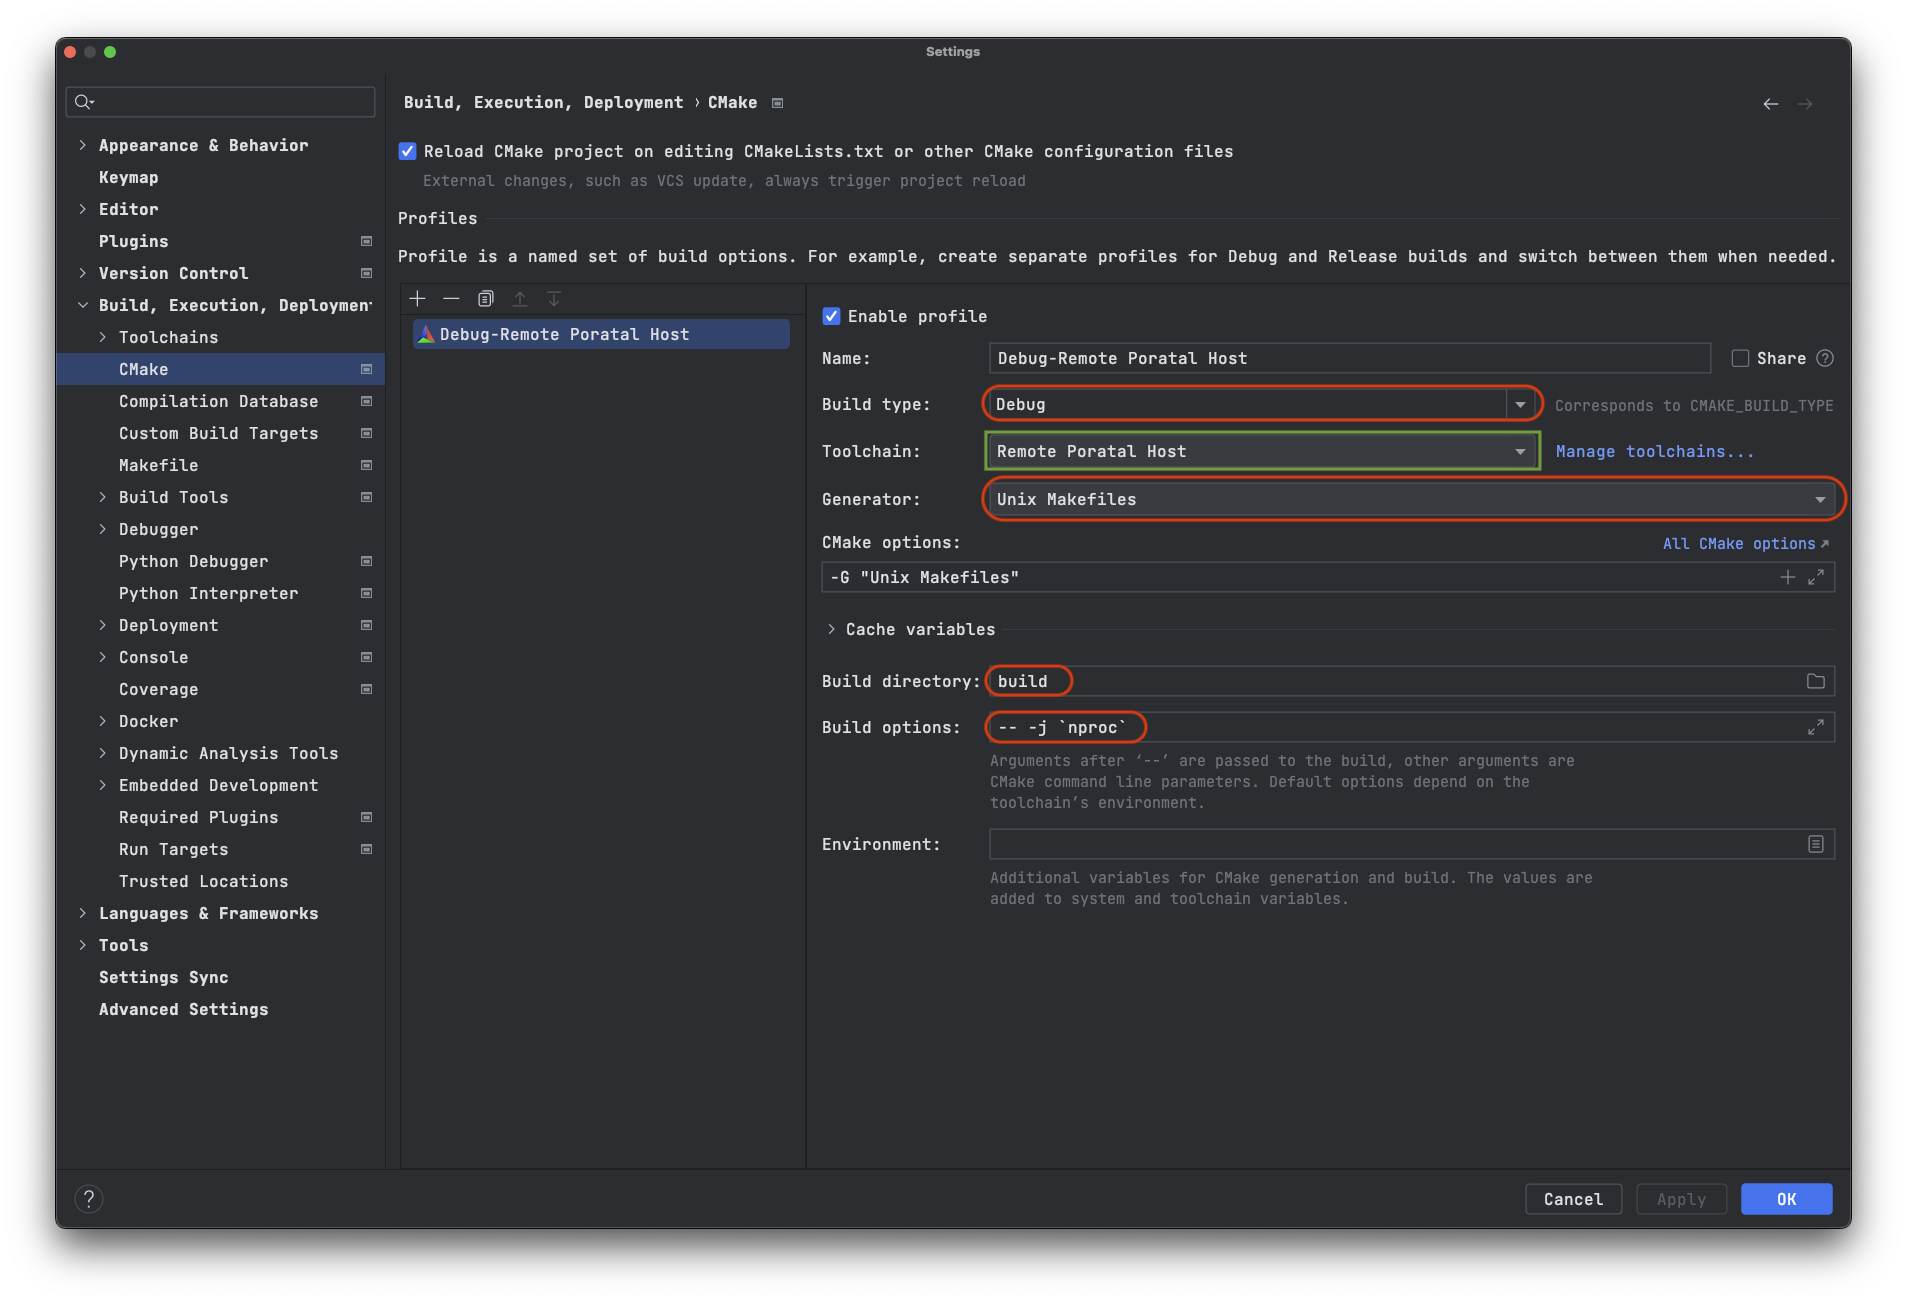 Settings
Build, Execution, Deployment › CMake
Appearance & Behavior
Keymap
Editor
Plugins
Version Control
Build, Execution, Deploymen
Toolchains
CMake
Compilation Database
Custom Build Targets
Makefile
Build Tools
Debugger
Python Debugger
Python Interpreter
Deployment
Console
Coverage
Docker
Dynamic Analysis Tools
Embedded Development
Required Plugins
Run Targets
Trusted Locations
Languages & Frameworks
Tools
Settings Sync
Advanced Settings
Reload CMake project on editing CMakeLists.txt or other CMake configuration files
External changes, such as VCS update, always trigger project reload
Profiles
Profile is a named set of build options. For example, create separate profiles for Debug and Release builds and switch between them when needed.
Debug-Remote Poratal Host
Enable profile
Name: Debug-Remote Poratal Host Share ?
Build type: Debug Corresponds to CMAKE_BUILD_TYPE
Toolchain: Remote Poratal Host Manage toolchains...
Generator: Unix Makefiles
CMake options: All CMake options ↗
-G "Unix Makefiles"
Cache variables
Build directory: build
Build options: -- -j `nproc`
Arguments after ‘--’ are passed to the build, other arguments are
CMake command line parameters. Default options depend on the
toolchain’s environment.
Environment:
Additional variables for CMake generation and build. The values are
added to system and toolchain variables.
? Cancel Apply OK